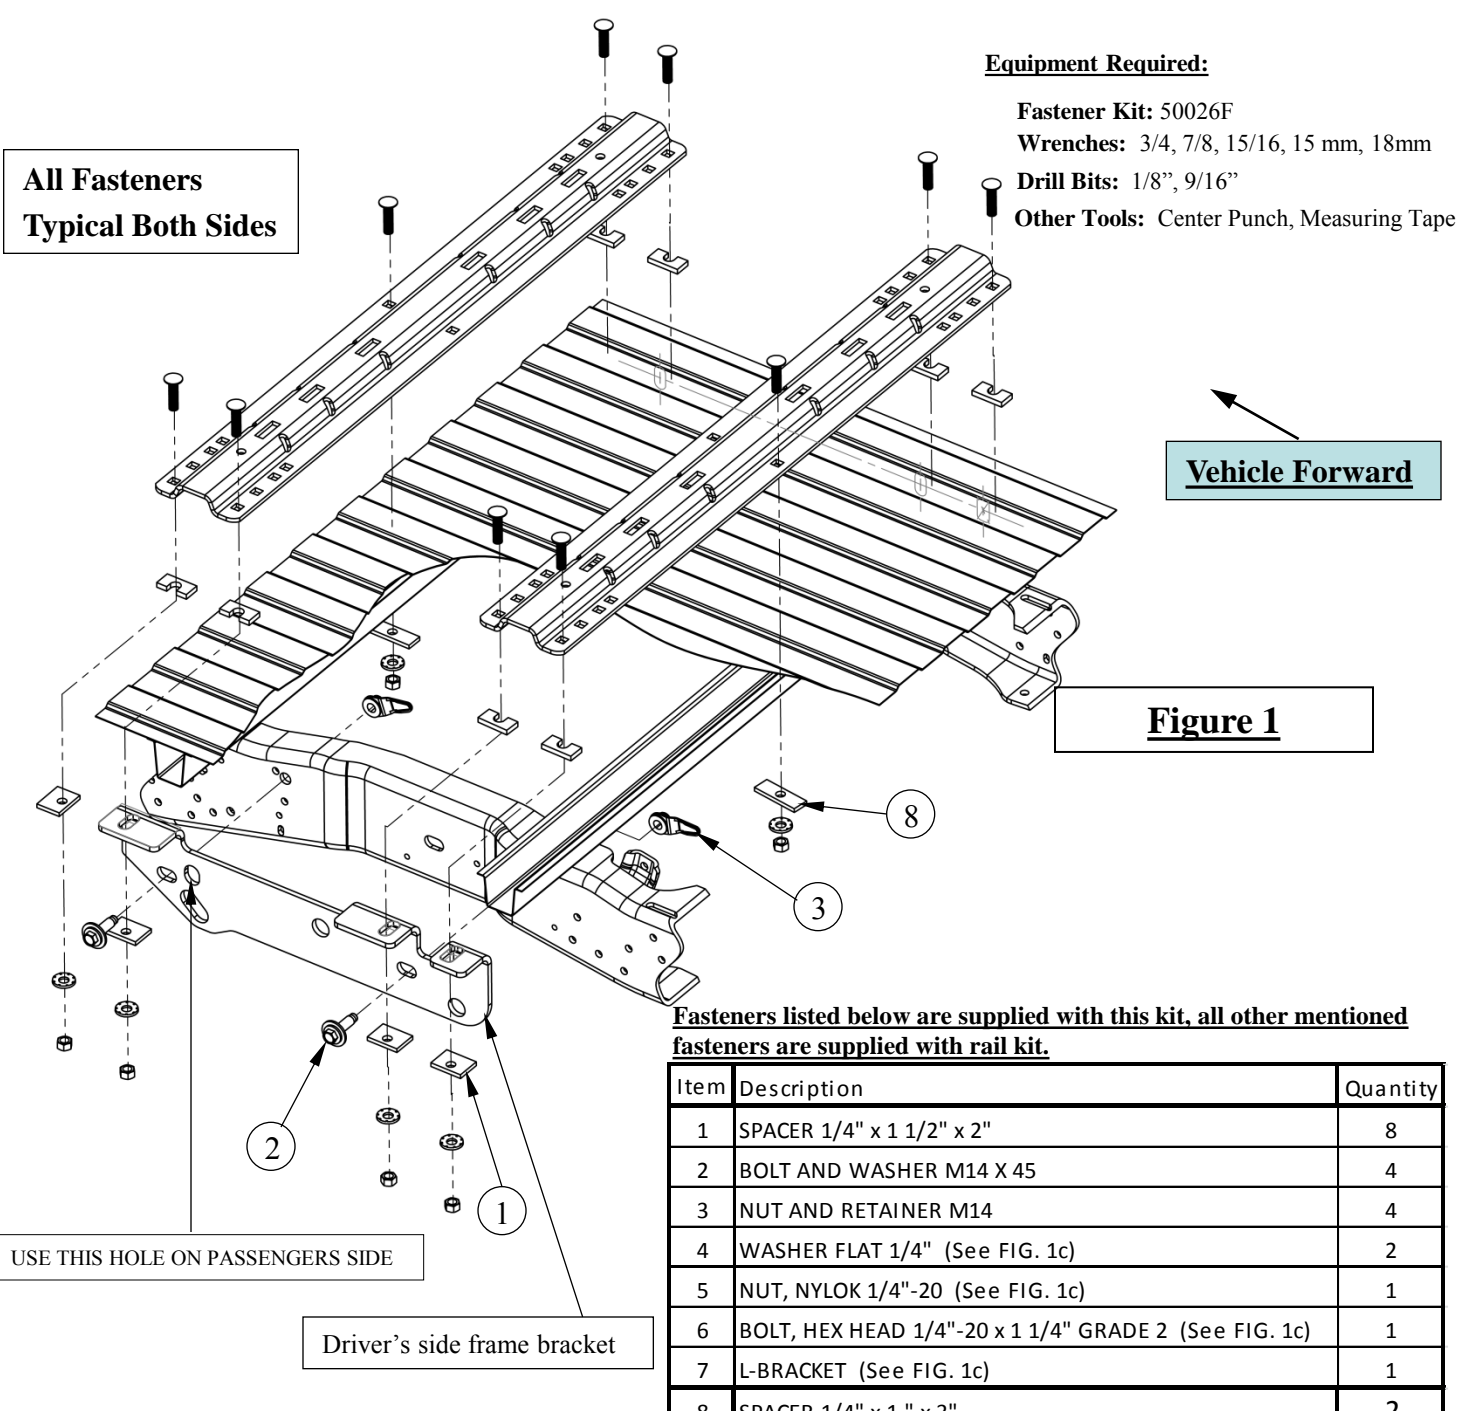 Equipment Required:
Fastener Kit: 50026F
Wrenches: 3/4, 7/8, 15/16, 15 mm, 18mm
Drill Bits: 1/8”, 9/16”
Other Tools: Center Punch, Measuring Tape
All Fasteners
Typical Both Sides
Vehicle Forward
Figure 1
8
3
2
1
USE THIS HOLE ON PASSENGERS SIDE
Driver’s side frame bracket
Fasteners listed below are supplied with this kit, all other mentioned
fasteners are supplied with rail kit.
Item Description Quantity
1 SPACER 1/4" x 1 1/2" x 2" 8
2 BOLT AND WASHER M14 X 45 4
3 NUT AND RETAINER M14 4
4 WASHER FLAT 1/4" (See FIG. 1c) 2
5 NUT, NYLOK 1/4"-20 (See FIG. 1c) 1
6 BOLT, HEX HEAD 1/4"-20 x 1 1/4" GRADE 2 (See FIG. 1c) 1
7 L-BRACKET (See FIG. 1c) 1
8 SPACER 1/4" x 1 " x 3" 2